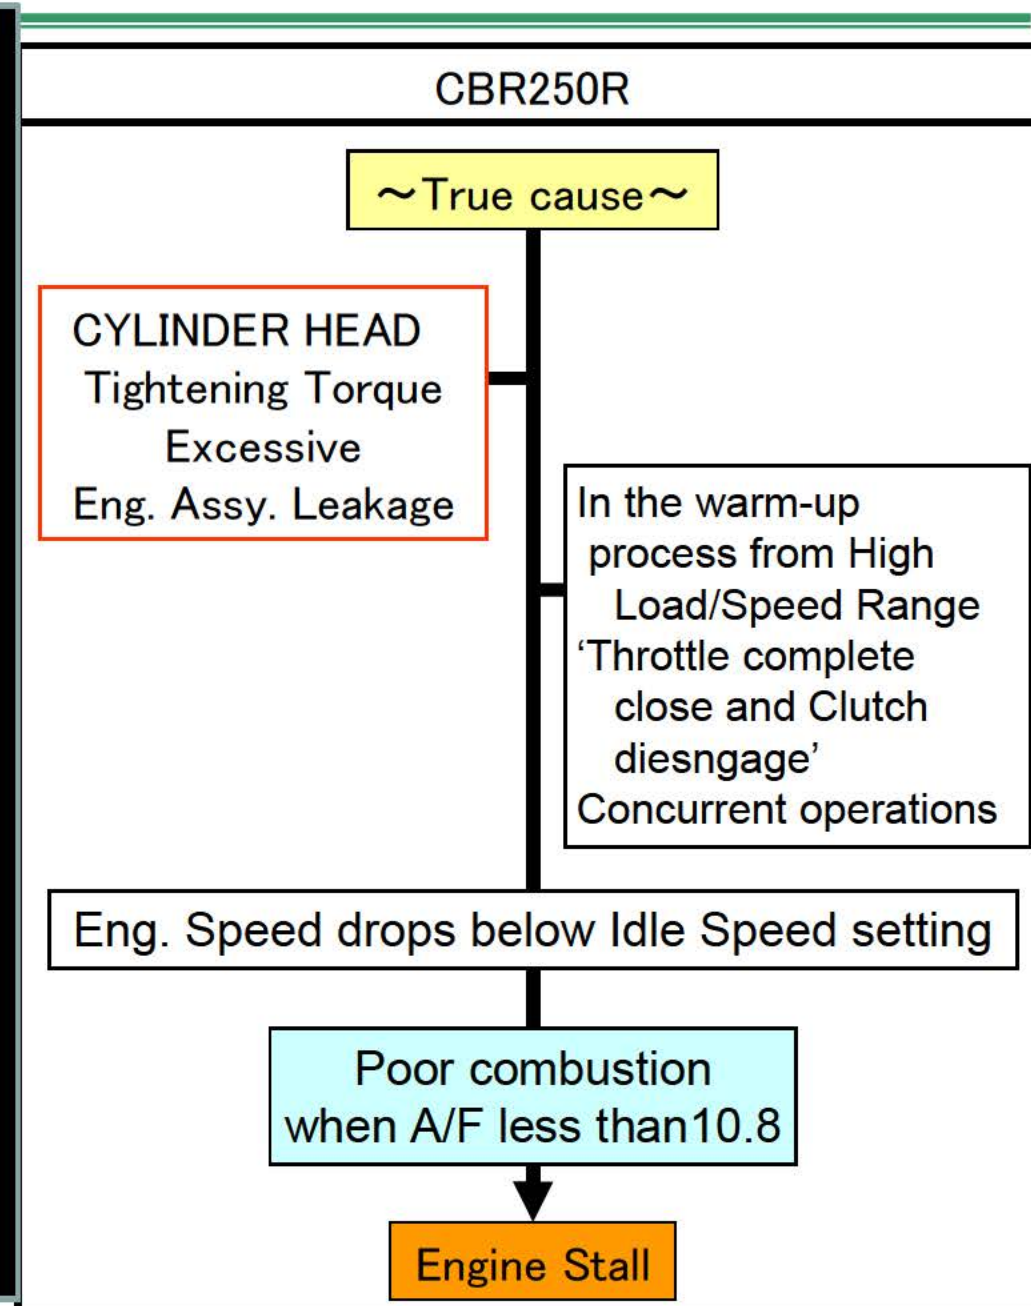 CBR250R
～True cause～
CYLINDER HEAD
Tightening Torque
Excessive
Eng. Assy. Leakage
In the warm-up
process from High
Load/Speed Range
‘Throttle complete
close and Clutch
diesngage’
Concurrent operations
Eng. Speed drops below Idle Speed setting
Poor combustion
when A/F less than10.8
Engine Stall